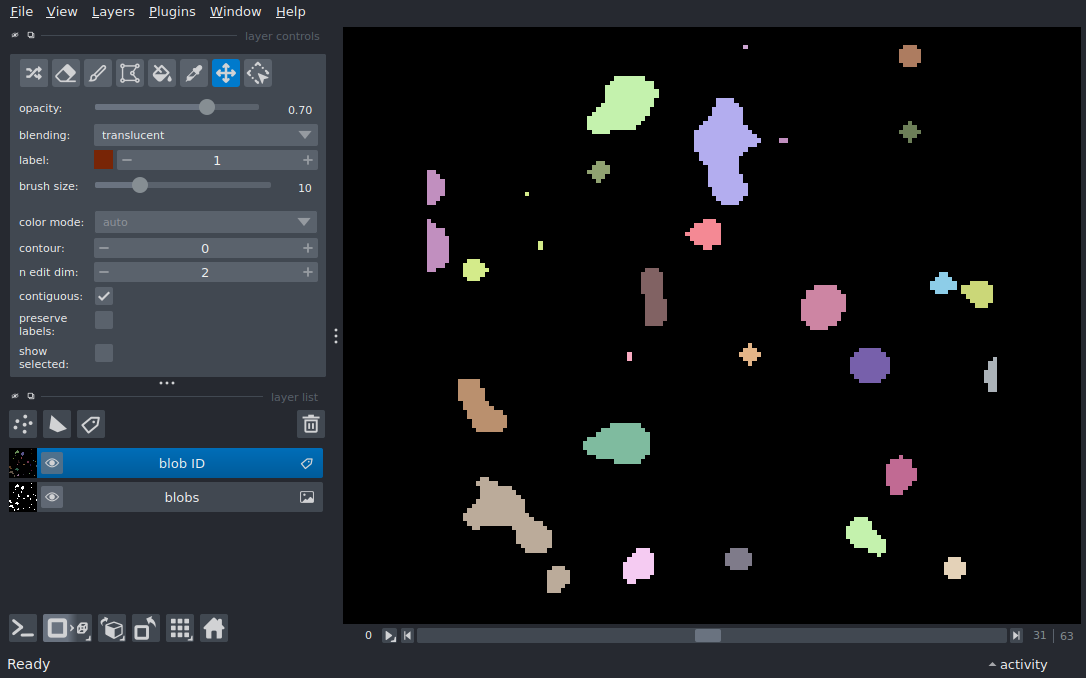 File View Layers Plugins Window Help
layer controls
opacity: 0.70
blending: translucent
label: 1
brush size: 10
color mode: auto
contour: 0
n edit dim: 2
contiguous:
preserve
labels:
show
selected:
layer list
blob ID
blobs
0 31 63
Ready activity